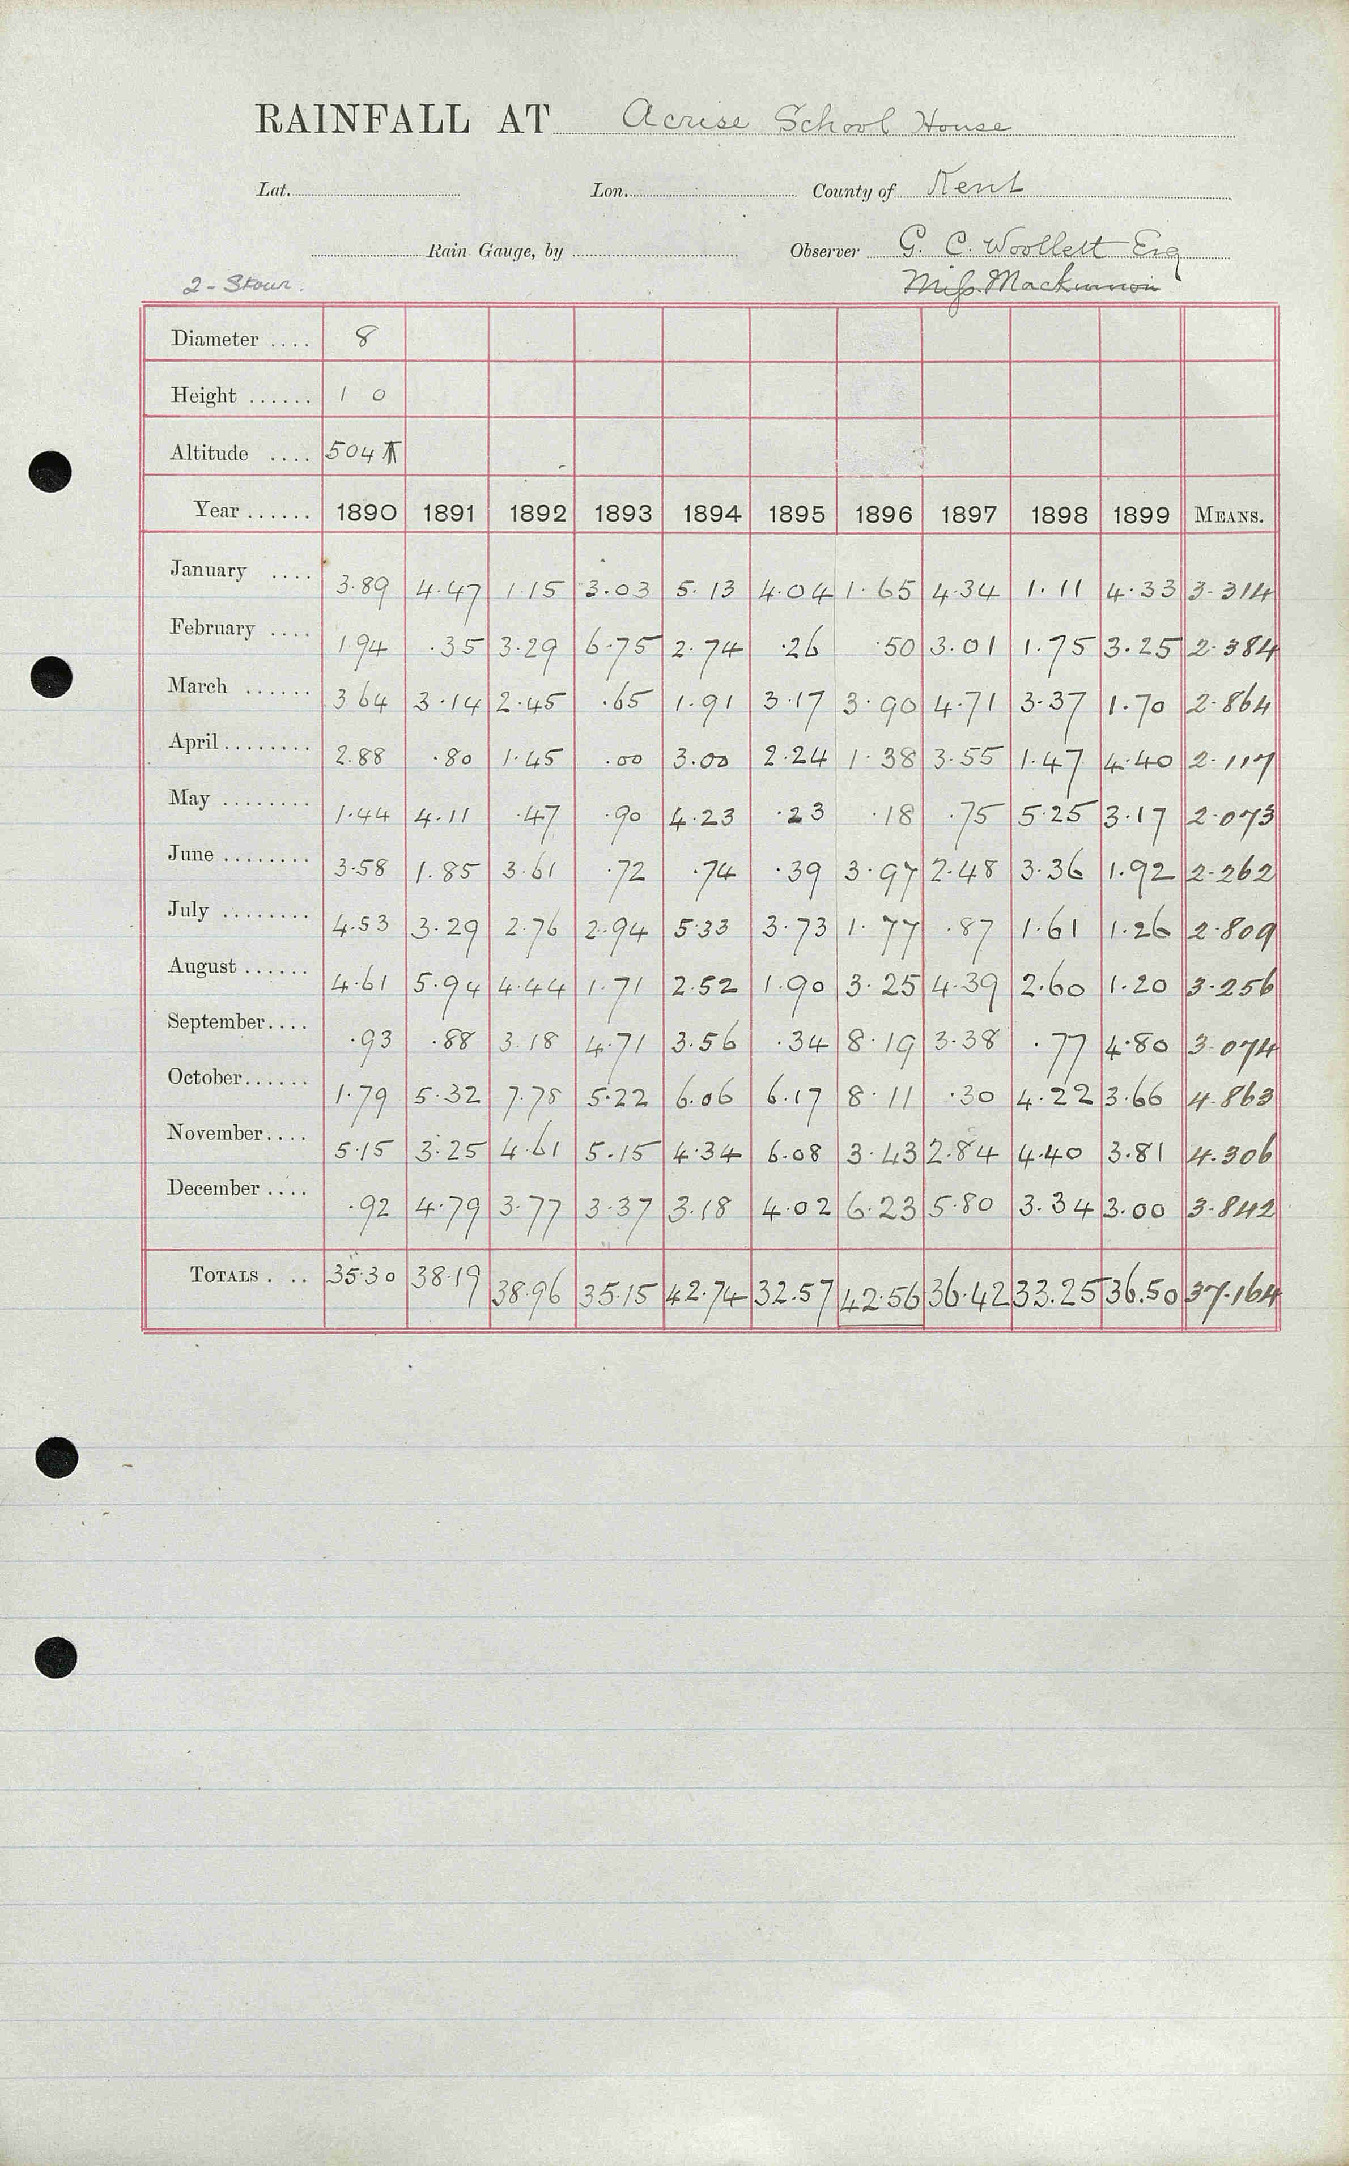 RAINFALL AT Acrise School House
Lat. Lon. County of Kent
Rain Gauge, by Observer G. C. Woollett Esq
2 - Stour. Miss Mackinnon
Diameter .... 8
Height ...... 1 0
Altitude .... 504 T
Year ...... 1890 1891 1892 1893 1894 1895 1896 1897 1898 1899 MEANS.
January .... 3.89 4.47 1.15 3.03 5.13 4.04 1.65 4.34 1.11 4.33 3.314
February .... 1 94 .35 3.29 6.75 2.74 .26 .50 3.01 1.75 3.25 2.384
March ...... 3 64 3.14 2.45 .65 1.91 3.17 3.90 4.71 3.37 1.70 2.864
April ........ 2.88 .80 1.45 .00 3.00 2.24 1.38 3.55 1.47 4.40 2.117
May ........ 1.44 4.11 .47 .90 4.23 .23 .18 .75 5.25 3.17 2.073
June ........ 3.58 1.85 3.61 .72 .74 .39 3.97 2.48 3.36 1.92 2.262
July ........ 4.53 3.29 2.76 2.94 5.33 3.73 1.77 .87 1.61 1.26 2.809
August ...... 4.61 5.94 4.44 1.71 2.52 1.90 3.25 4.39 2.60 1.20 3.256
September .... .93 .88 3.18 4.71 3.56 .34 8.19 3.38 .77 4.80 3.074
October ...... 1.79 5.32 7.78 5.22 6.06 6.17 8.11 .30 4.22 3.66 4.863
November .... 5.15 3.25 4.61 5.15 4.34 6.08 3.43 2.84 4.40 3.81 4.306
December .... .92 4.79 3.77 3.37 3.18 4.02 6.23 5.80 3.34 3.00 3.842
TOTALS . .. 35.30 38.19 38.96 35.15 42.74 32.57 42.56 36.42 33.25 36.50 37.164